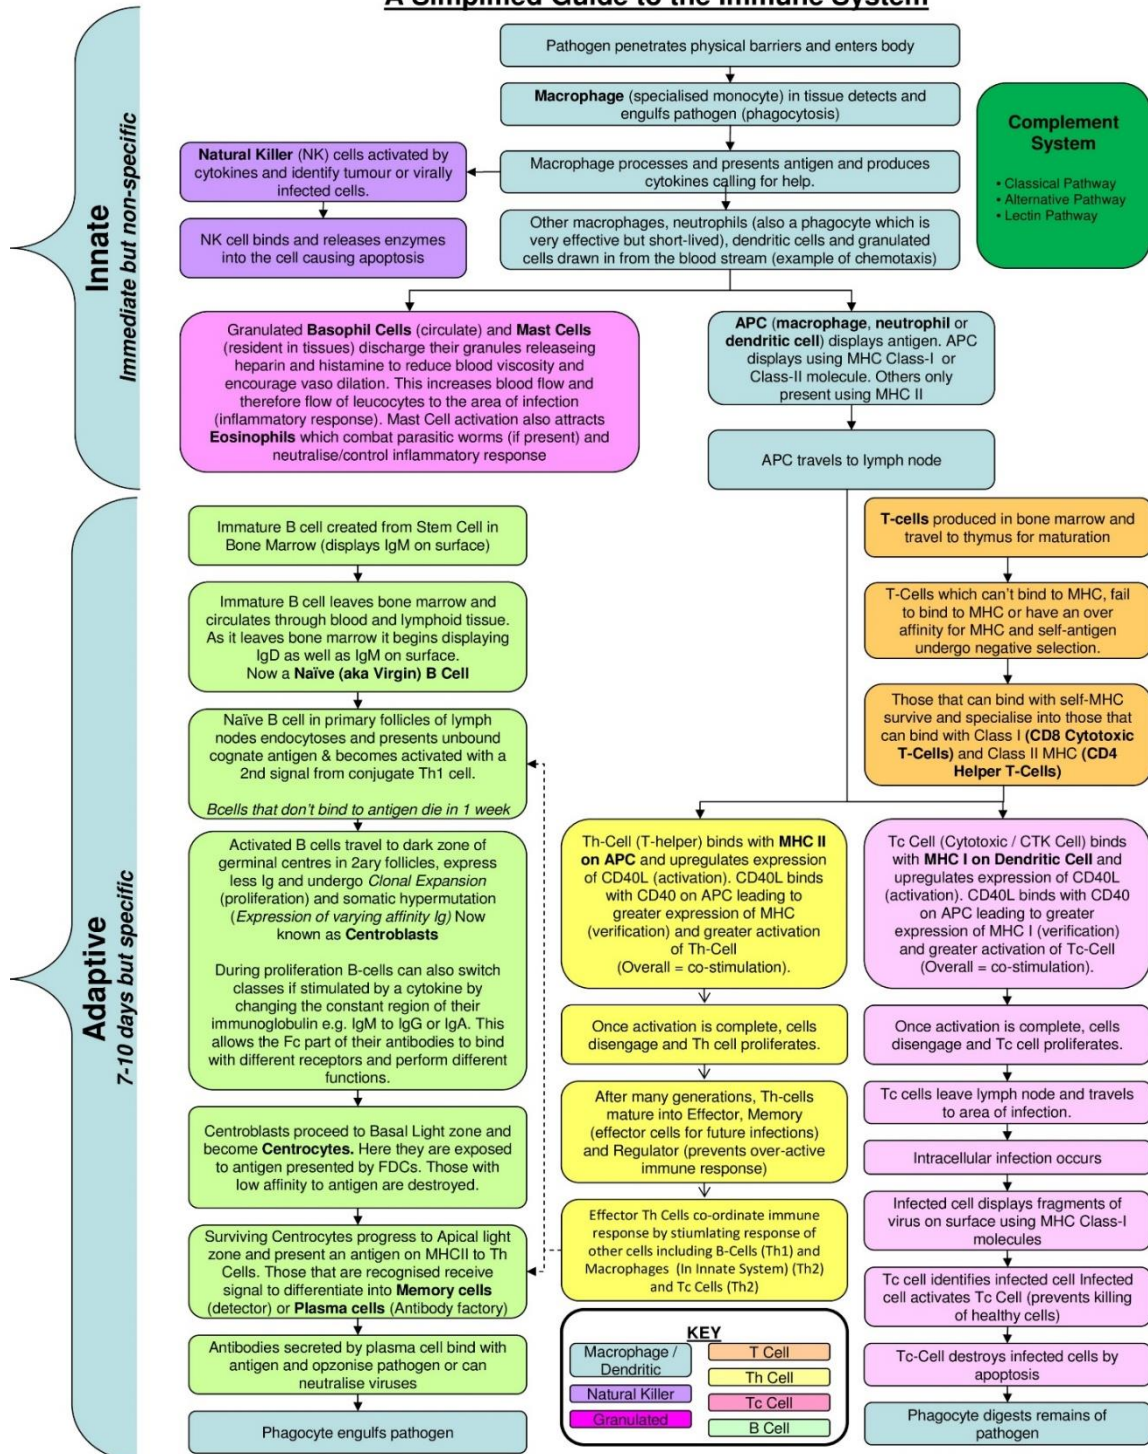 A Simplified Guide to the Immune System
Innate
Immediate but non-specific
Pathogen penetrates physical barriers and enters body
Macrophage (specialised monocyte) in tissue detects and
engulfs pathogen (phagocytosis)
Macrophage processes and presents antigen and produces
cytokines calling for help.
Natural Killer (NK) cells activated by
cytokines and identify tumour or virally
infected cells.
NK cell binds and releases enzymes
into the cell causing apoptosis
Other macrophages, neutrophils (also a phagocyte which is
very effective but short-lived), dendritic cells and granulated
cells drawn in from the blood stream (example of chemotaxis)
Complement
System
• Classical Pathway
• Alternative Pathway
• Lectin Pathway
Granulated Basophil Cells (circulate) and Mast Cells
(resident in tissues) discharge their granules releaseing
heparin and histamine to reduce blood viscosity and
encourage vaso dilation. This increases blood flow and
therefore flow of leucocytes to the area of infection
(inflammatory response). Mast Cell activation also attracts
Eosinophils which combat parasitic worms (if present) and
neutralise/control inflammatory response
APC (macrophage, neutrophil or
dendritic cell) displays antigen. APC
displays using MHC Class-I or
Class-II molecule. Others only
present using MHC II
APC travels to lymph node
Adaptive
7-10 days but specific
Immature B cell created from Stem Cell in
Bone Marrow (displays IgM on surface)
Immature B cell leaves bone marrow and
circulates through blood and lymphoid tissue.
As it leaves bone marrow it begins displaying
IgD as well as IgM on surface.
Now a Naïve (aka Virgin) B Cell
Naïve B cell in primary follicles of lymph
nodes endocytoses and presents unbound
cognate antigen & becomes activated with a
2nd signal from conjugate Th1 cell.
Bcells that don't bind to antigen die in 1 week
Activated B cells travel to dark zone of
germinal centres in 2ary follicles, express
less Ig and undergo Clonal Expansion
(proliferation) and somatic hypermutation
(Expression of varying affinity Ig) Now
known as Centroblasts
During proliferation B-cells can also switch
classes if stimulated by a cytokine by
changing the constant region of their
immunoglobulin e.g. IgM to IgG or IgA. This
allows the Fc part of their antibodies to bind
with different receptors and perform different
functions.
Centroblasts proceed to Basal Light zone and
become Centrocytes. Here they are exposed
to antigen presented by FDCs. Those with
low affinity to antigen are destroyed.
Surviving Centrocytes progress to Apical light
zone and present an antigen on MHCII to Th
Cells. Those that are recognised receive
signal to differentiate into Memory cells
(detector) or Plasma cells (Antibody factory)
Antibodies secreted by plasma cell bind with
antigen and opzonise pathogen or can
neutralise viruses
Phagocyte engulfs pathogen
T-cells produced in bone marrow and
travel to thymus for maturation
T-Cells which can't bind to MHC, fail
to bind to MHC or have an over
affinity for MHC and self-antigen
undergo negative selection.
Those that can bind with self-MHC
survive and specialise into those that
can bind with Class I (CD8 Cytotoxic
T-Cells) and Class II MHC (CD4
Helper T-Cells)
Th-Cell (T-helper) binds with MHC II
on APC and upregulates expression
of CD40L (activation). CD40L binds
with CD40 on APC leading to
greater expression of MHC
(verification) and greater activation
of Th-Cell
(Overall = co-stimulation).
Once activation is complete, cells
disengage and Th cell proliferates.
After many generations, Th-cells
mature into Effector, Memory
(effector cells for future infections)
and Regulator (prevents over-active
immune response)
Effector Th Cells co-ordinate immune
response by stiumlating response of
other cells including B-Cells (Th1) and
Macrophages (In Innate System) (Th2)
and Tc Cells (Th2)
Tc Cell (Cytotoxic / CTK Cell) binds
with MHC I on Dendritic Cell and
upregulates expression of CD40L
(activation). CD40L binds with CD40
on APC leading to greater
expression of MHC I (verification)
and greater activation of Tc-Cell
(Overall = co-stimulation).
Once activation is complete, cells
disengage and Tc cell proliferates.
Tc cells leave lymph node and travels
to area of infection.
Intracellular infection occurs
Infected cell displays fragments of
virus on surface using MHC Class-I
molecules
Tc cell identifies infected cell Infected
cell activates Tc Cell (prevents killing
of healthy cells)
Tc-Cell destroys infected cells by
apoptosis
Phagocyte digests remains of
pathogen
KEY
Macrophage /
Dendritic
Natural Killer
Granulated
T Cell
Th Cell
Tc Cell
B Cell